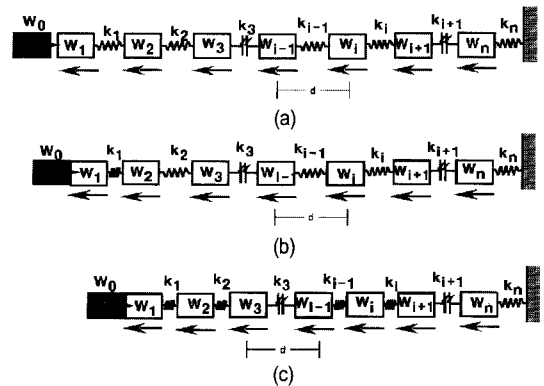 W0
k1 k2 k3 ki−1 ki ki+1 kn
W1 W2 W3 Wi−1 Wi Wi+1 Wn
d
(a)
W0
k1 k2 k3 ki−1 ki ki+1 kn
W1 W2 W3 Wi− Wi Wi+1 Wn
d
(b)
W0
k1 k2 k3 ki−1 ki ki+1 kn
W1 W2 W3 Wi−1 Wi Wi+1 Wn
d
(c)